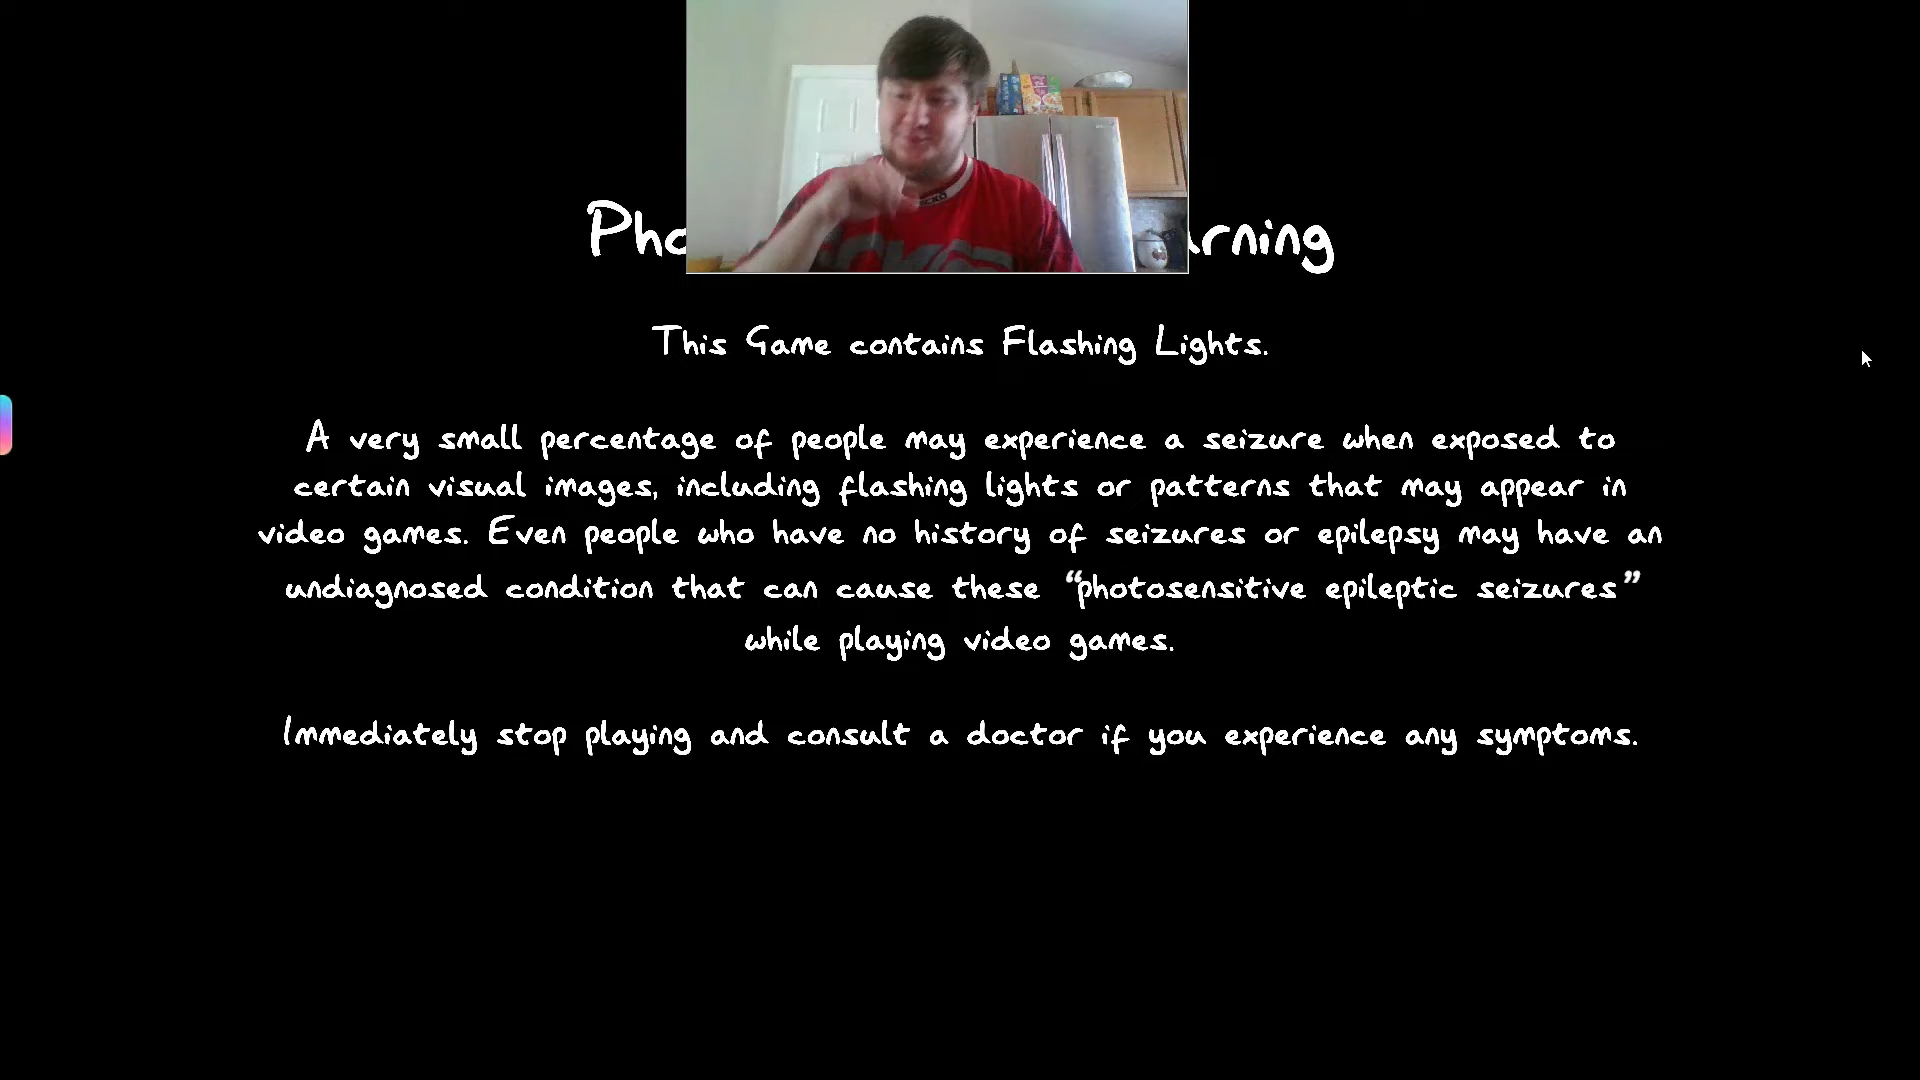 arning
This Game contains Flashing Lights.
A very small percentage of people may experience a seizure when exposed to
certain visual images, including flashing lights or patterns that may appear in
video games. Even people who have no history of seizures or epilepsy may have an
undiagnosed condition that can cause these “photosensitive epileptic seizures”
while playing video games.
Immediately stop playing and consult a doctor if you experience any symptoms.